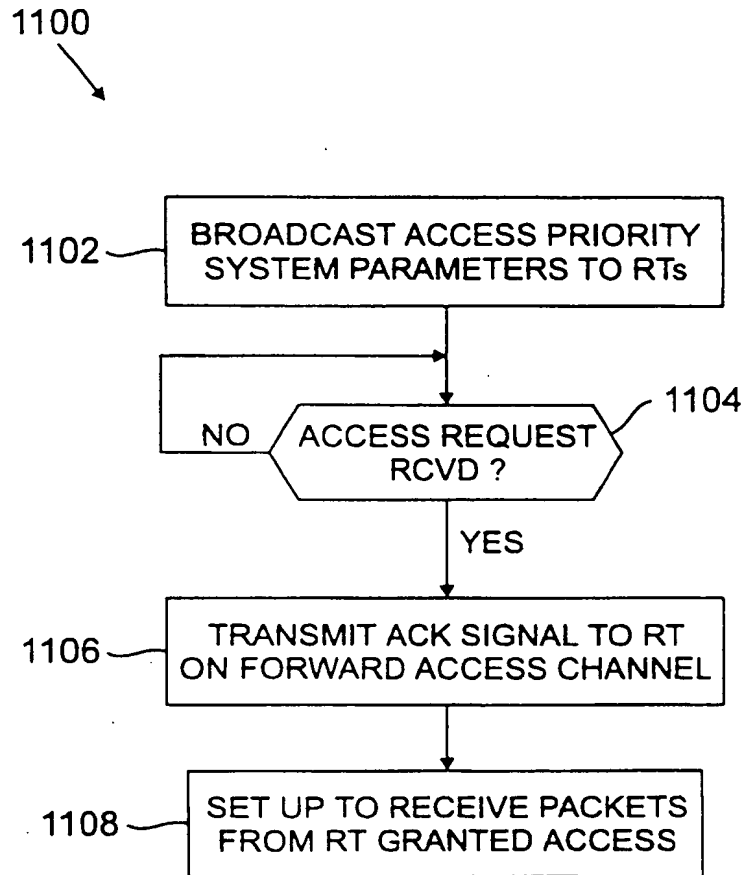 1100
1102
BROADCAST ACCESS PRIORITY
SYSTEM PARAMETERS TO RTs
1104
NO
ACCESS REQUEST
RCVD ?
YES
1106
TRANSMIT ACK SIGNAL TO RT
ON FORWARD ACCESS CHANNEL
1108
SET UP TO RECEIVE PACKETS
FROM RT GRANTED ACCESS